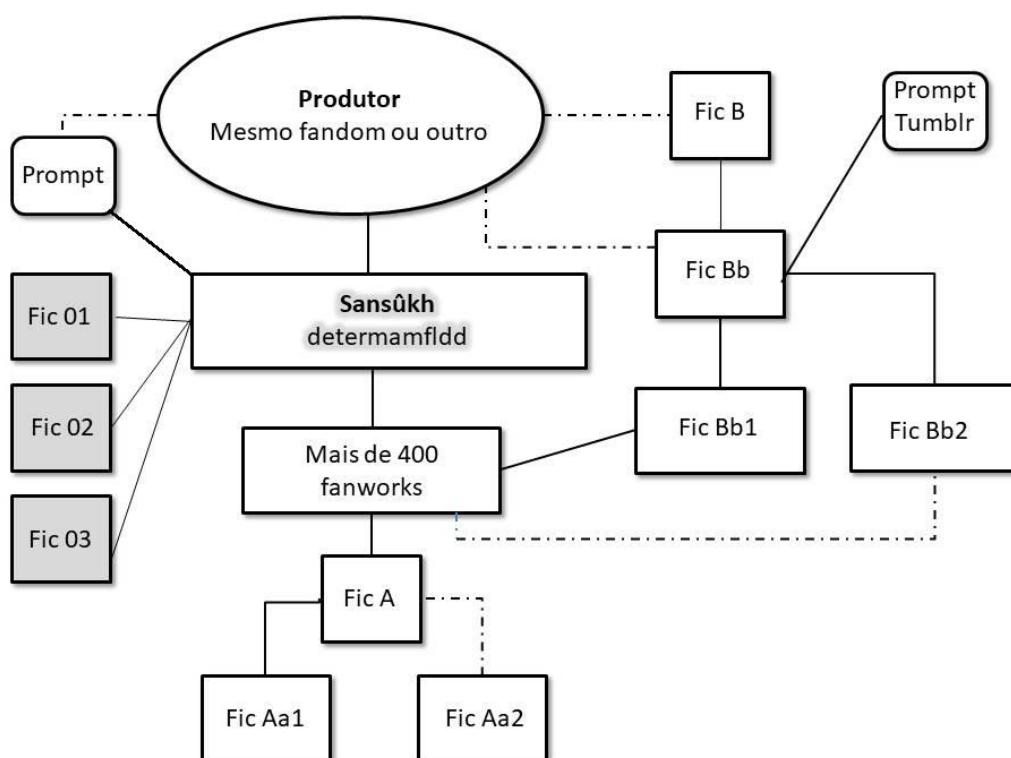 Produtor
Mesmo fandom ou outro
Fic B
Prompt
Tumblr
Prompt
Fic Bb
Fic 01
Sansûkh
determamfldd
Fic 02
Mais de 400
fanworks
Fic Bb1
Fic Bb2
Fic 03
Fic A
Fic Aa1
Fic Aa2